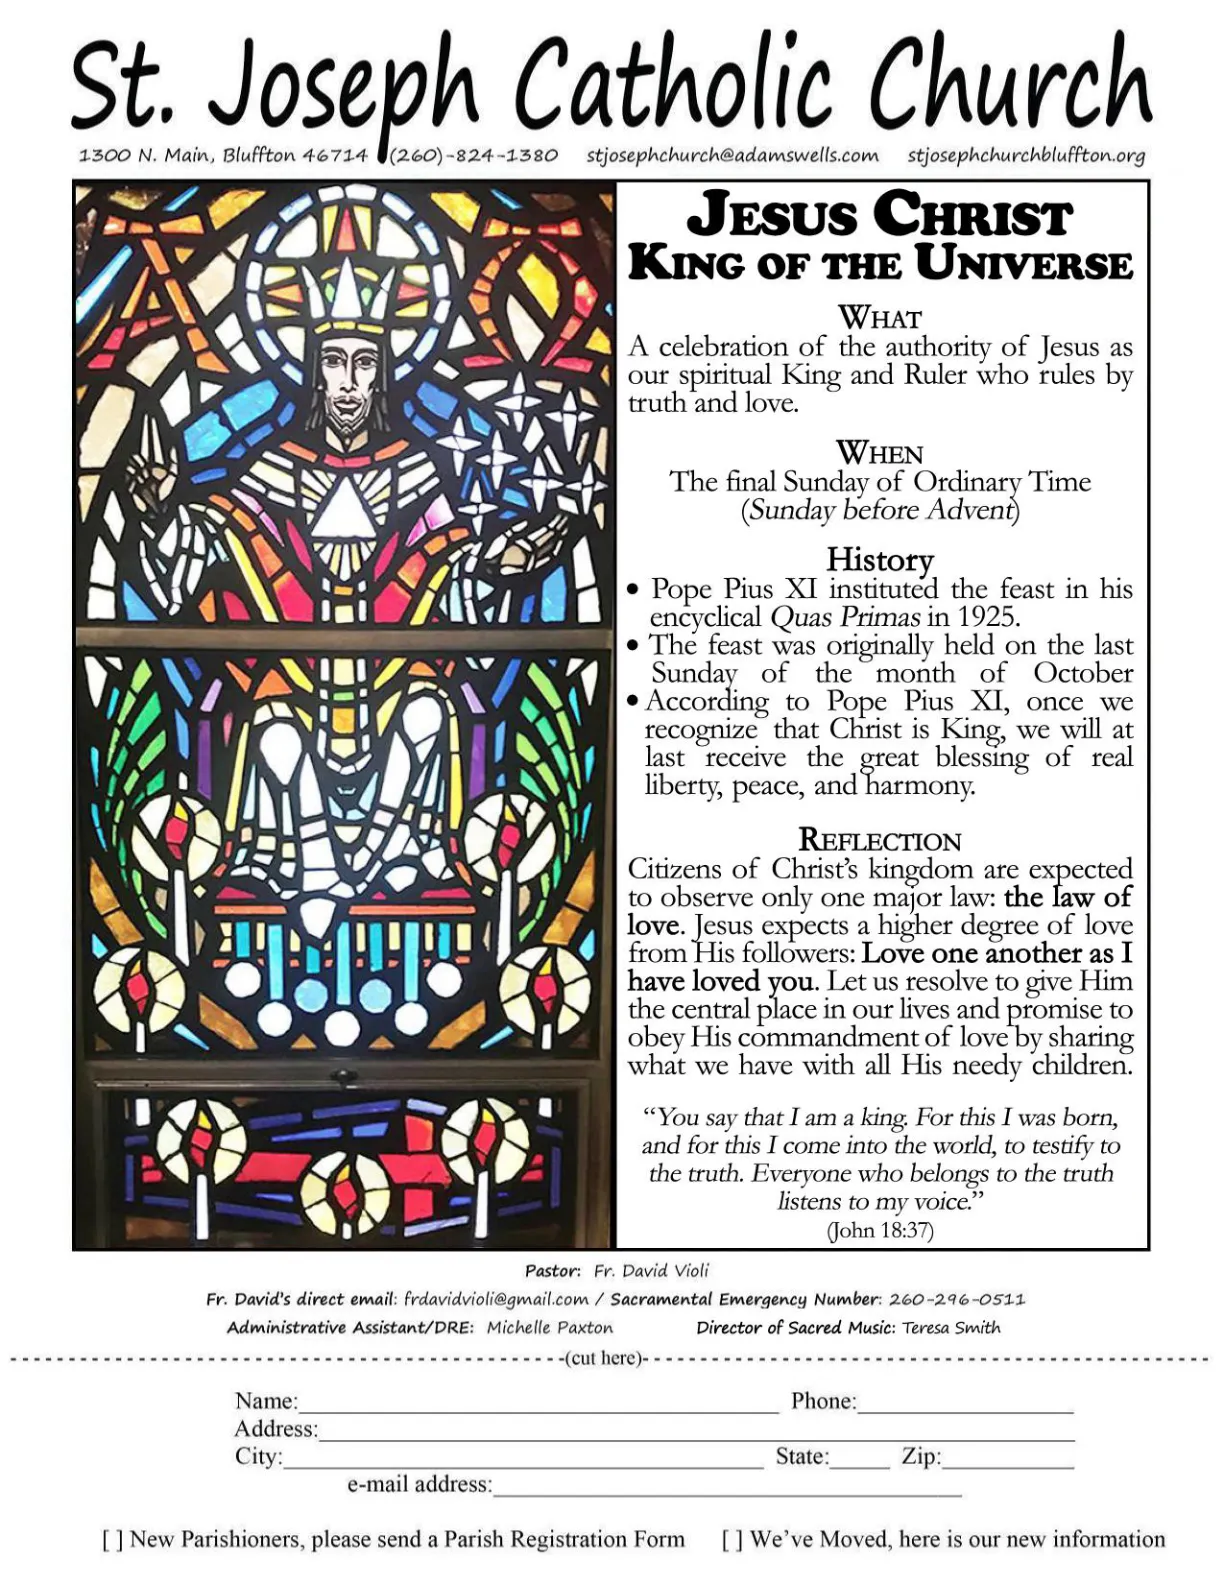 St. Joseph Catholic Church
1300 N. Main, Bluffton 46714 (260)-824-1380 stjosephchurch@adamswells.com stjosephchurchbluffton.org
JESUS CHRIST
KING OF THE UNIVERSE
WHAT
A celebration of the authority of Jesus as
our spiritual King and Ruler who rules by
truth and love.
WHEN
The final Sunday of Ordinary Time
(Sunday before Advent)
History
• Pope Pius XI instituted the feast in his
encyclical Quas Primas in 1925.
• The feast was originally held on the last
Sunday of the month of October
• According to Pope Pius XI, once we
recognize that Christ is King, we will at
last receive the great blessing of real
liberty, peace, and harmony.
REFLECTION
Citizens of Christ's kingdom are expected
to observe only one major law: the law of
love. Jesus expects a higher degree of love
from His followers: Love one another as I
have loved you. Let us resolve to give Him
the central place in our lives and promise to
obey His commandment of love by sharing
what we have with all His needy children.
"You say that I am a king. For this I was born,
and for this I come into the world, to testify to
the truth. Everyone who belongs to the truth
listens to my voice."
(John 18:37)
Pastor: Fr. David Violi
Fr. David's direct email: frdavidvioli@gmail.com / Sacramental Emergency Number: 260-296-0511
Administrative Assistant/DRE: Michelle Paxton Director of Sacred Music: Teresa Smith
(cut here)
Name: Phone:
Address:
City: State: Zip:
e-mail address:
[ ] New Parishioners, please send a Parish Registration Form [ ] We've Moved, here is our new information